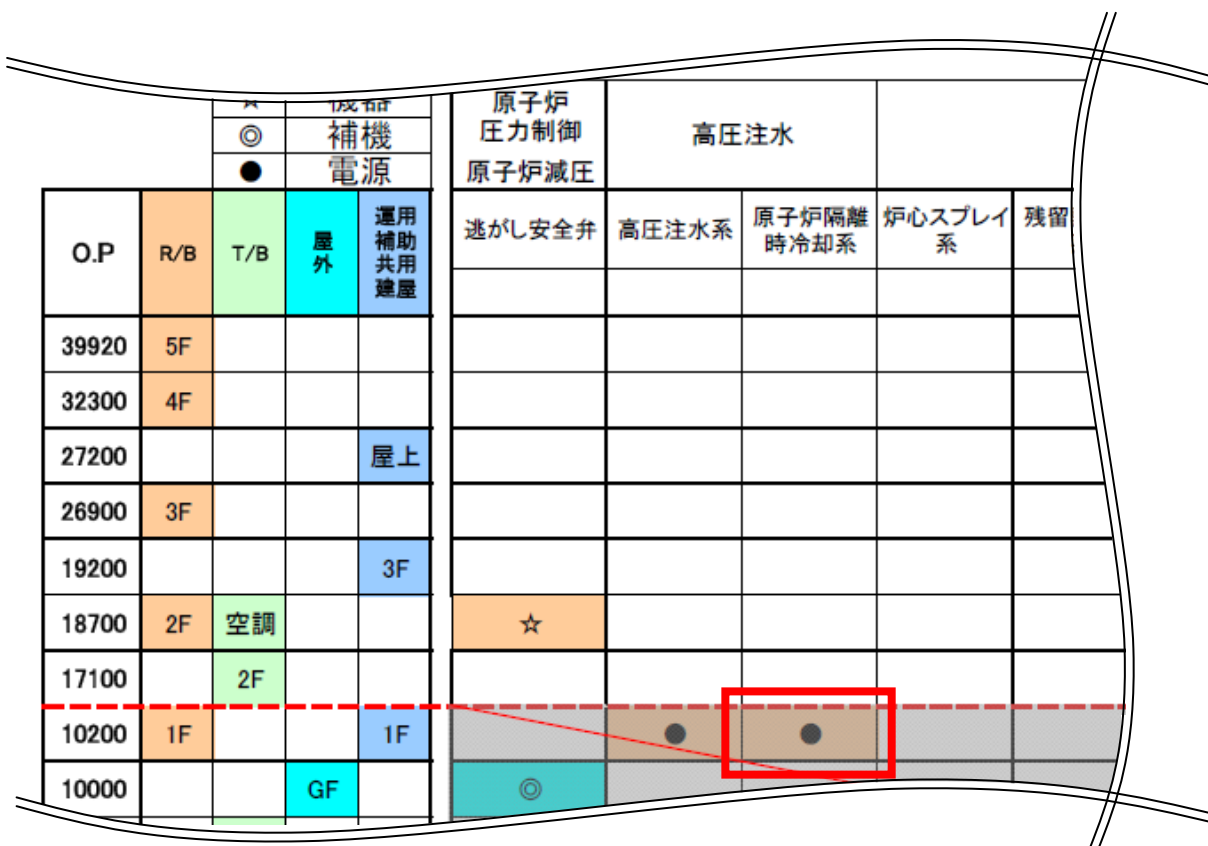 ☆ 機器
◎ 補機
● 電源
原子炉
圧力制御
原子炉減圧
高圧注水
O.P R/B T/B 屋外 運用補助共用建屋
逃がし安全弁 高圧注水系 原子炉隔離時冷却系 炉心スプレイ系 残留
39920 5F
32300 4F
27200 屋上
26900 3F
19200 3F
18700 2F 空調 ☆
17100 2F
10200 1F 1F ● ●
10000 GF ◎